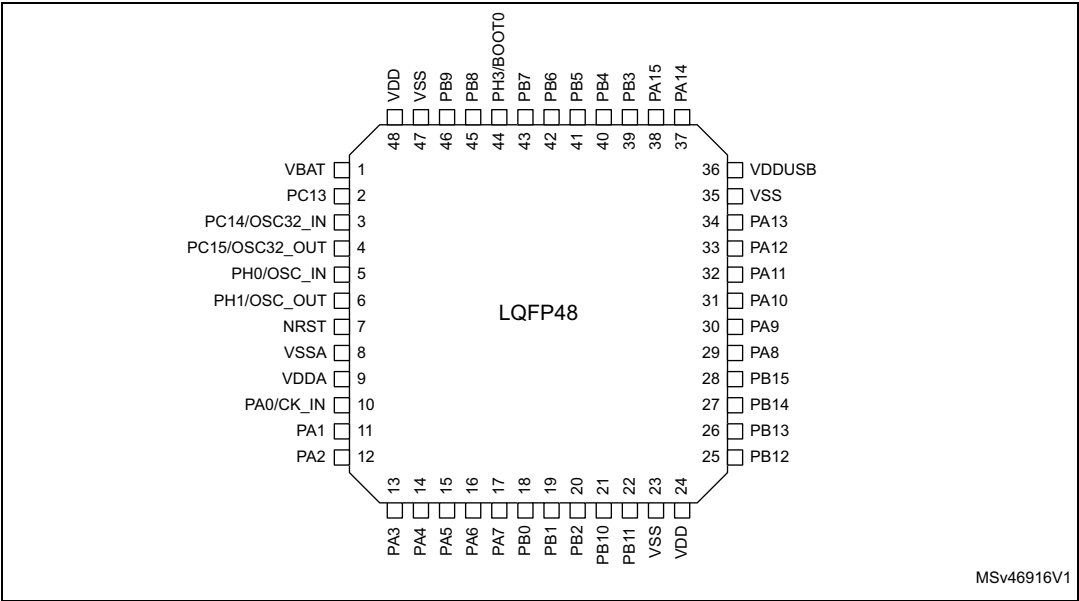 VDD
VSS
PB9
PB8
PH3/BOOT0
PB7
PB6
PB5
PB4
PB3
PA15
PA14
48
47
46
45
44
43
42
41
40
39
38
37
VBAT 1
PC13 2
PC14/OSC32_IN 3
PC15/OSC32_OUT 4
PH0/OSC_IN 5
PH1/OSC_OUT 6
NRST 7
VSSA 8
VDDA 9
PA0/CK_IN 10
PA1 11
PA2 12
LQFP48
36 VDDUSB
35 VSS
34 PA13
33 PA12
32 PA11
31 PA10
30 PA9
29 PA8
28 PB15
27 PB14
26 PB13
25 PB12
13
14
15
16
17
18
19
20
21
22
23
24
PA3
PA4
PA5
PA6
PA7
PB0
PB1
PB2
PB10
PB11
VSS
VDD
MSv46916V1